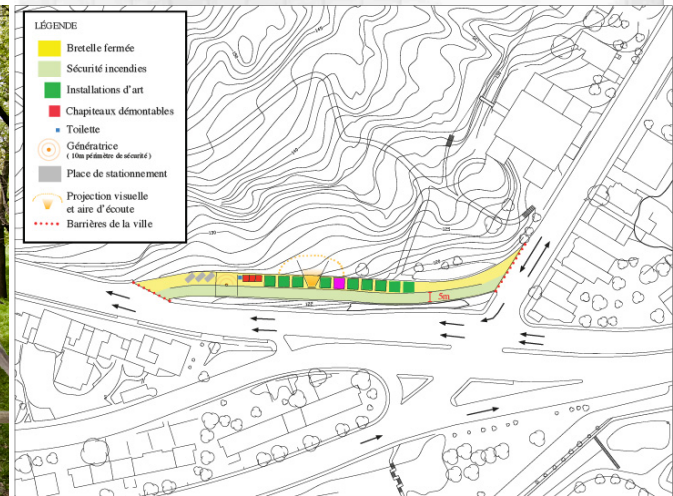 LÉGENDE
Bretelle fermée
Sécurité incendies
Installations d'art
Chapiteaux démontables
Toilette
Génératrice
( 10m périmètre de sécurité )
Place de stationnement
Projection visuelle
et aire d'écoute
Barrières de la ville
5m